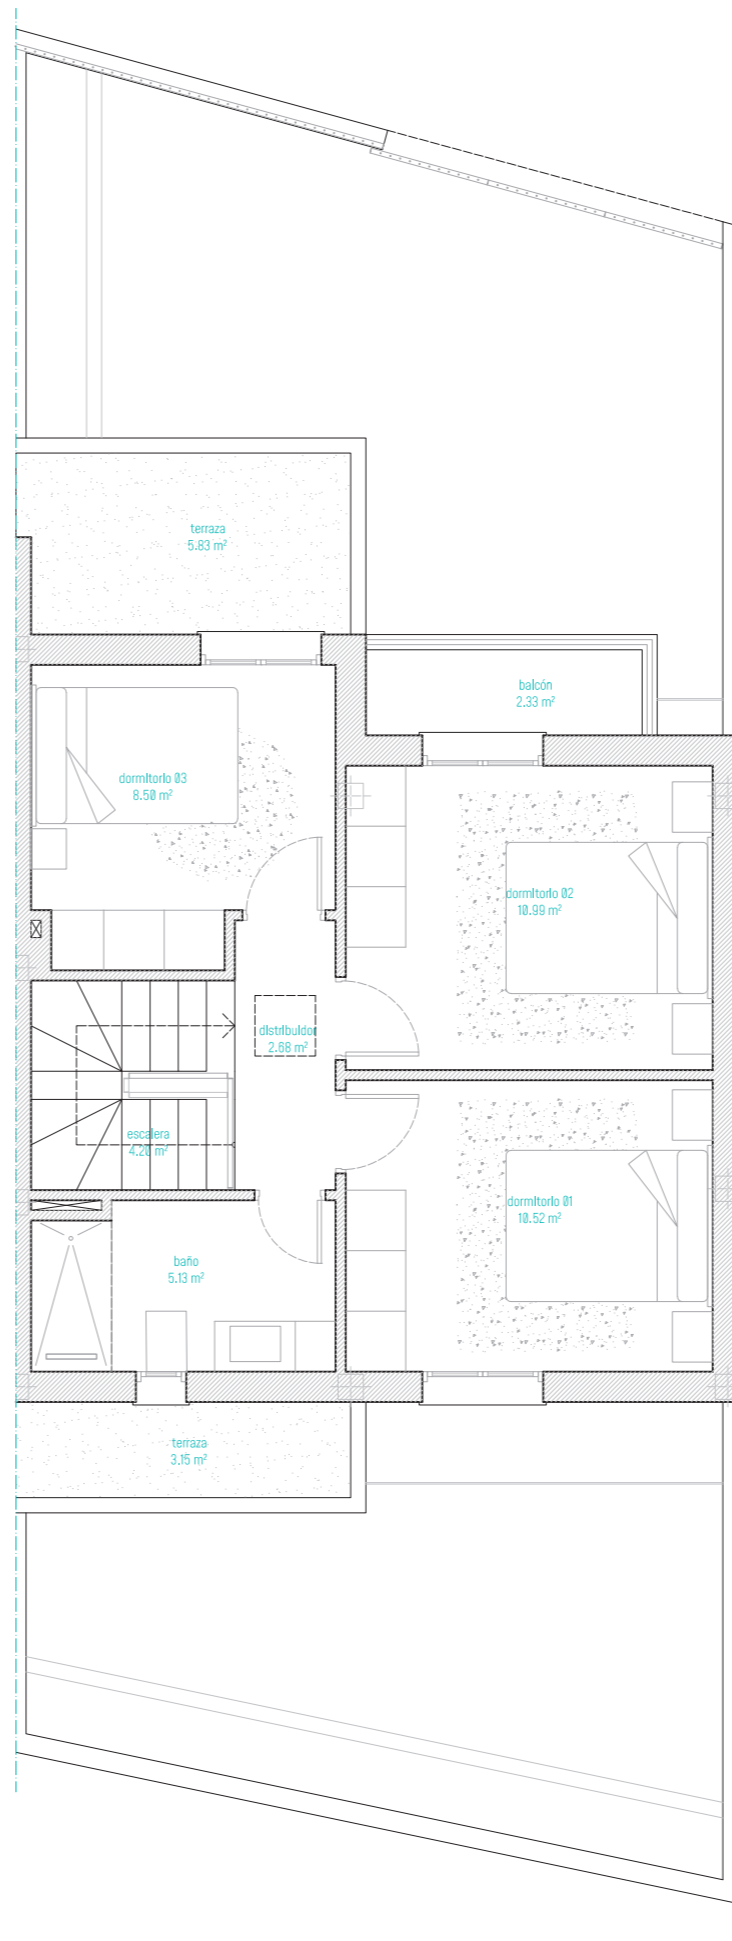 terraza
5.83 m²
balcón
2.33 m²
dormitorio 03
8.50 m²
dormitorio 02
10.99 m²
distribuidor
2.68 m²
escalera
4.20 m²
dormitorio 01
10.52 m²
baño
5.13 m²
terraza
3.15 m²